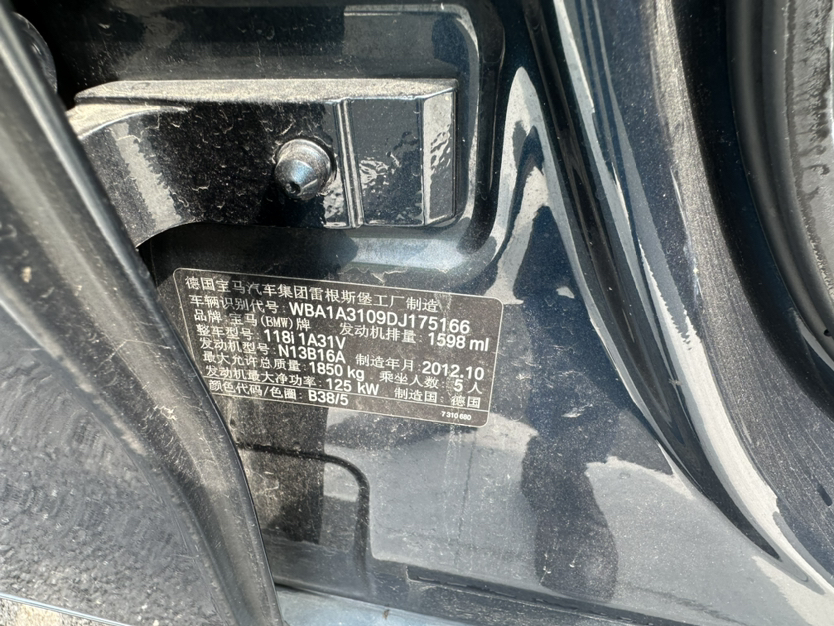 德国宝马汽车集团雷根斯堡工厂制造
车辆识别代号: WBA1A3109DJ175166
品牌: 宝马(BMW)牌 发动机排量: 1598 ml
整车型号: 118i 1A31V
发动机型号: N13B16A 制造年月: 2012.10
最大允许总质量: 1850 kg 乘坐人数: 5 人
发动机最大净功率: 125 kW 制造国: 德国
颜色代码/色圈: B38/5
7 310 680